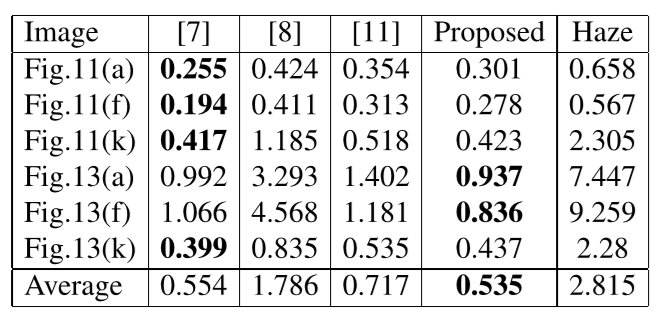 Image [7] [8] [11] Proposed Haze
Fig.11(a) 0.255 0.424 0.354 0.301 0.658
Fig.11(f) 0.194 0.411 0.313 0.278 0.567
Fig.11(k) 0.417 1.185 0.518 0.423 2.305
Fig.13(a) 0.992 3.293 1.402 0.937 7.447
Fig.13(f) 1.066 4.568 1.181 0.836 9.259
Fig.13(k) 0.399 0.835 0.535 0.437 2.28
Average 0.554 1.786 0.717 0.535 2.815